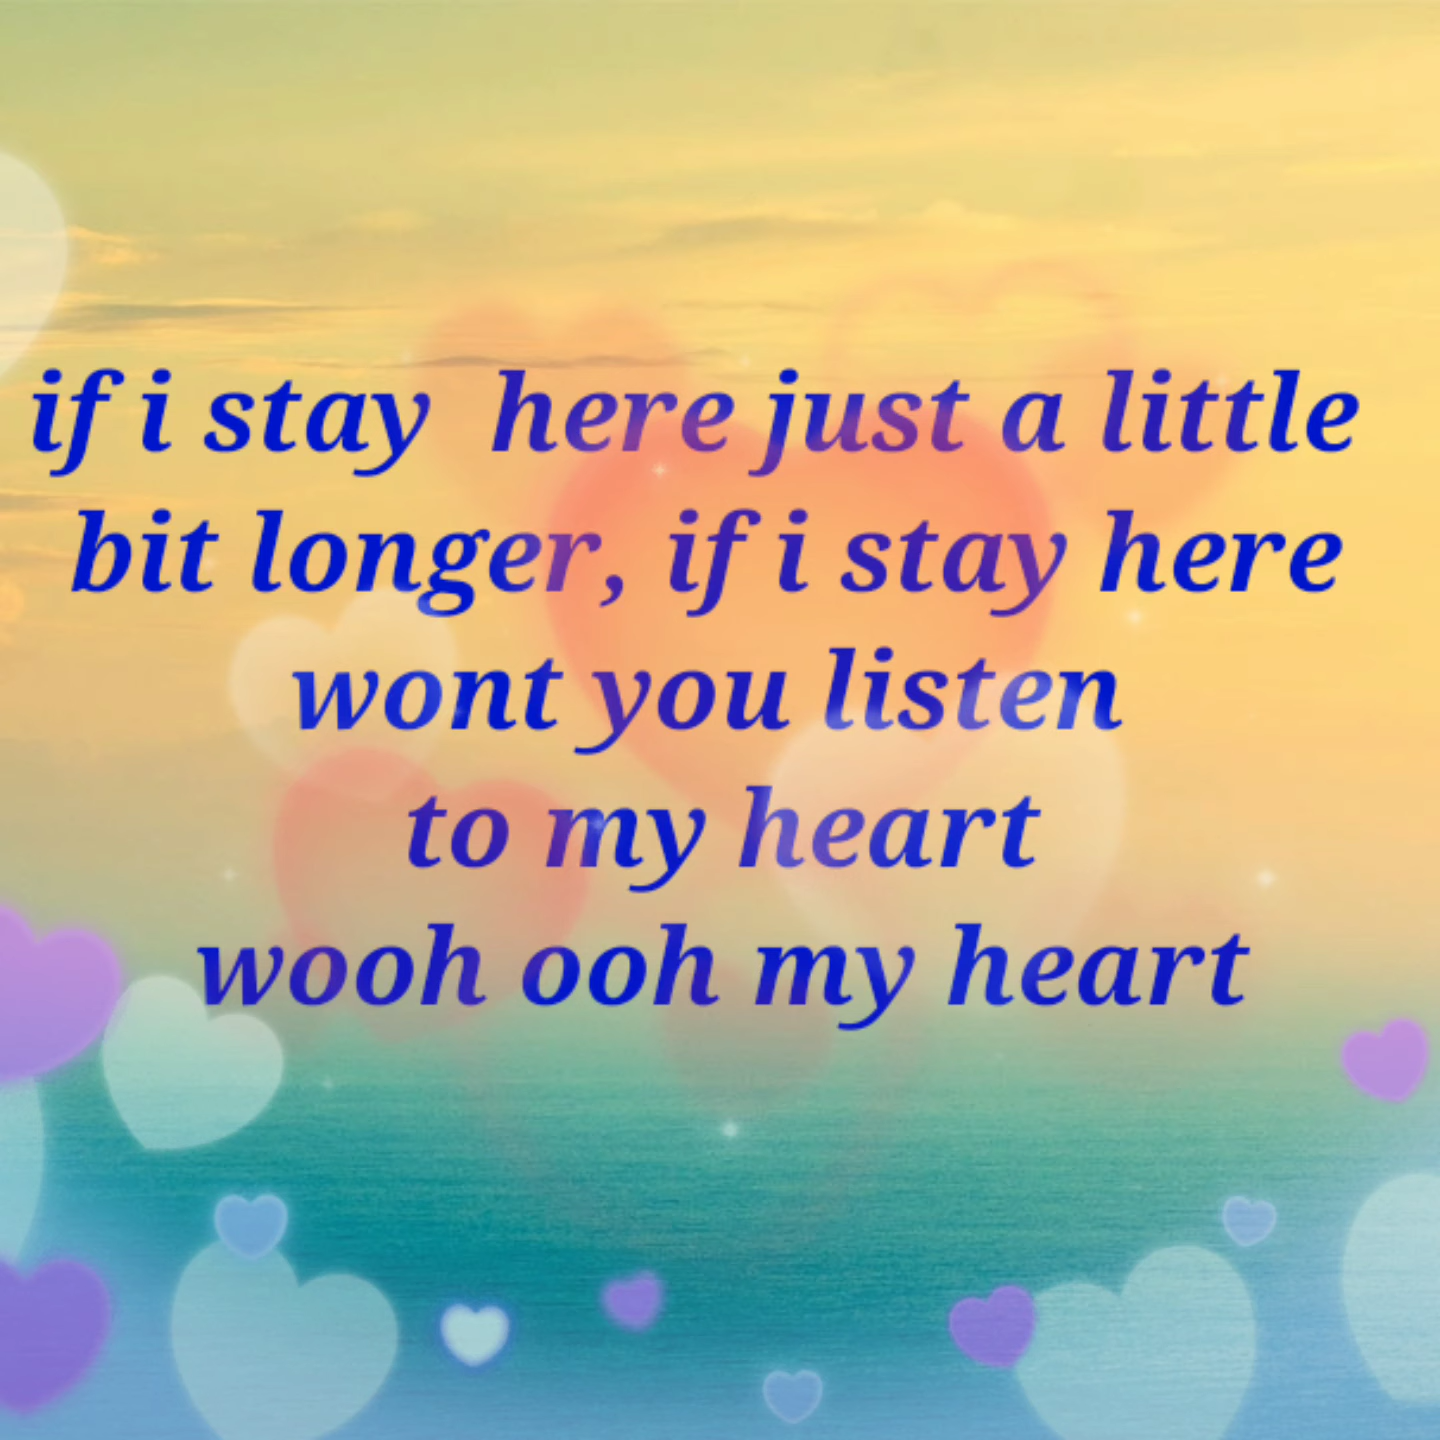 if i stay  here just a little
bit longer, if i stay here
wont you listen
to my heart
wooh ooh my heart